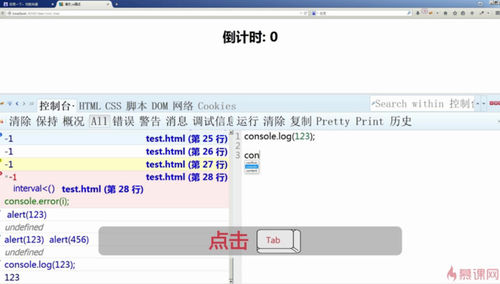 倒计时: 0
控制台 HTML CSS 脚本 DOM 网络 Cookies
Search within 控制台
清除 保持 概况 All 错误 警告 消息 调试信息
运行 清除 复制 Pretty Print 历史
-1 test.html (第 25 行)
-1 test.html (第 26 行)
-1 test.html (第 27 行)
-1 test.html (第 28 行)
interval<() test.html (第 28 行)
console.error(i);
alert(123)
undefined
alert(123) alert(456)
undefined
console.log(123);
123
1 console.log(123);
2
3 con
点击 Tab
慕课网